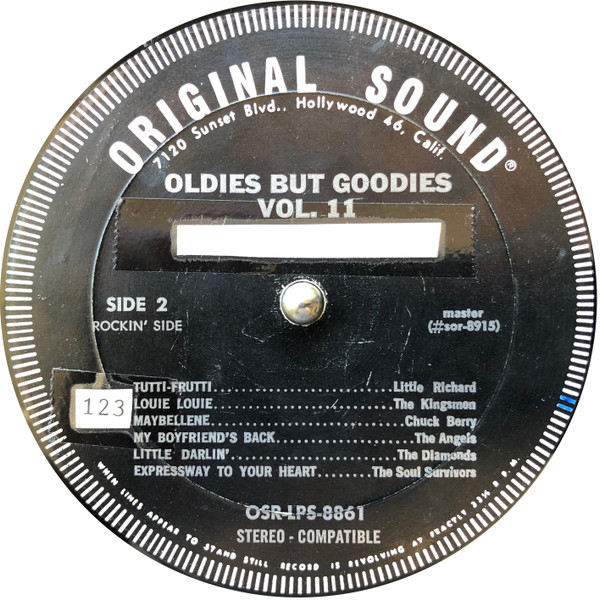 ORIGINAL SOUND®
7120 Sunset Blvd., Hollywood 46, Calif.
OLDIES BUT GOODIES
VOL. 11
SIDE 2
ROCKIN' SIDE
master
(#sor-8915)
123
TUTTI-FRUTTI.......................Little Richard
LOUIE LOUIE.......................The Kingsmen
MAYBELLENE.........................Chuck Berry
MY BOYFRIEND'S BACK.................The Angels
LITTLE DARLIN'.....................The Diamonds
EXPRESSWAY TO YOUR HEART.......The Soul Survivors
OSR-LPS-8861
STEREO - COMPATIBLE
WHEN LINES APPEAR TO STAND STILL RECORD IS REVOLVING AT EXACTLY 33⅓ R.P.M.